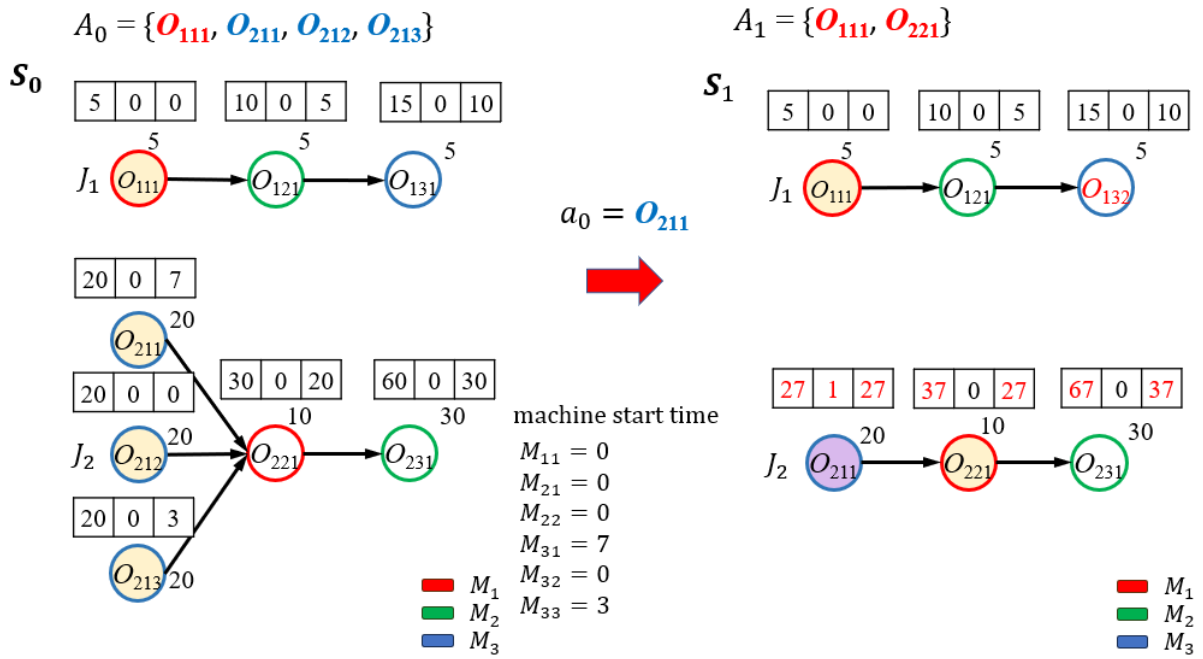 A₀ = {O₁₁₁, O₂₁₁, O₂₁₂, O₂₁₃}
S₀
5 0 0
10 0 5
15 0 10
5
5
5
J₁
O₁₁₁
O₁₂₁
O₁₃₁
20 0 7
20
O₂₁₁
20 0 0
30 0 20
60 0 30
20
10
30
J₂
O₂₁₂
O₂₂₁
O₂₃₁
20 0 3
O₂₁₃
20
machine start time
M₁₁ = 0
M₂₁ = 0
M₂₂ = 0
M₃₁ = 7
M₃₂ = 0
M₃₃ = 3
M₁
M₂
M₃
a₀ = O₂₁₁
A₁ = {O₁₁₁, O₂₂₁}
S₁
5 0 0
10 0 5
15 0 10
5
5
5
J₁
O₁₁₁
O₁₂₁
O₁₃₂
27 1 27
37 0 27
67 0 37
20
10
30
J₂
O₂₁₁
O₂₂₁
O₂₃₁
M₁
M₂
M₃